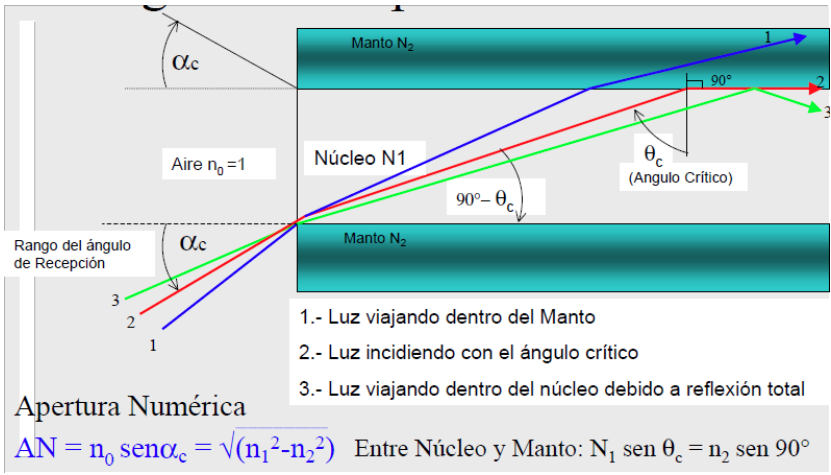 Manto N₂
1
αc
90°
2
3
Núcleo N1
Aire n₀ =1
θc
(Angulo Crítico)
90°– θc
αc
Manto N₂
Rango del ángulo
de Recepción
3
2
1
1.- Luz viajando dentro del Manto
2.- Luz incidiendo con el ángulo crítico
3.- Luz viajando dentro del núcleo debido a reflexión total
Apertura Numérica
AN = n₀ senαc = √(n₁²-n₂²) Entre Núcleo y Manto: N₁ sen θc = n₂ sen 90°